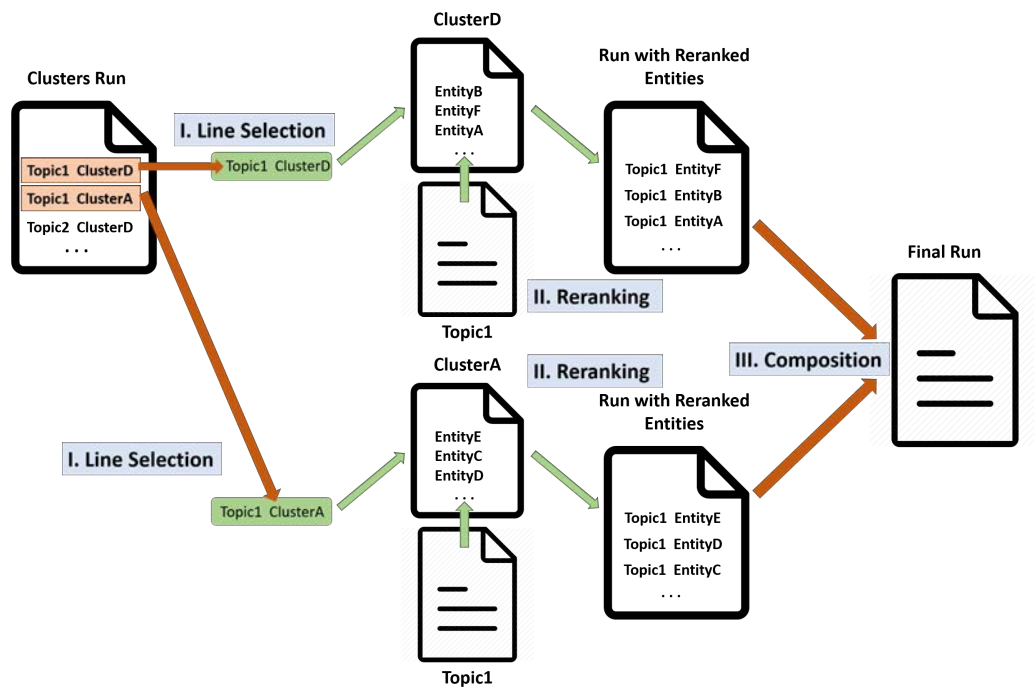 Clusters Run
Topic1 ClusterD
Topic1 ClusterA
Topic2 ClusterD
...
I. Line Selection
Topic1 ClusterD
ClusterD
EntityB
EntityF
EntityA
...
Topic1
II. Reranking
Run with Reranked
Entities
Topic1 EntityF
Topic1 EntityB
Topic1 EntityA
...
I. Line Selection
Topic1 ClusterA
ClusterA
EntityE
EntityC
EntityD
...
Topic1
II. Reranking
Run with Reranked
Entities
Topic1 EntityE
Topic1 EntityD
Topic1 EntityC
...
III. Composition
Final Run